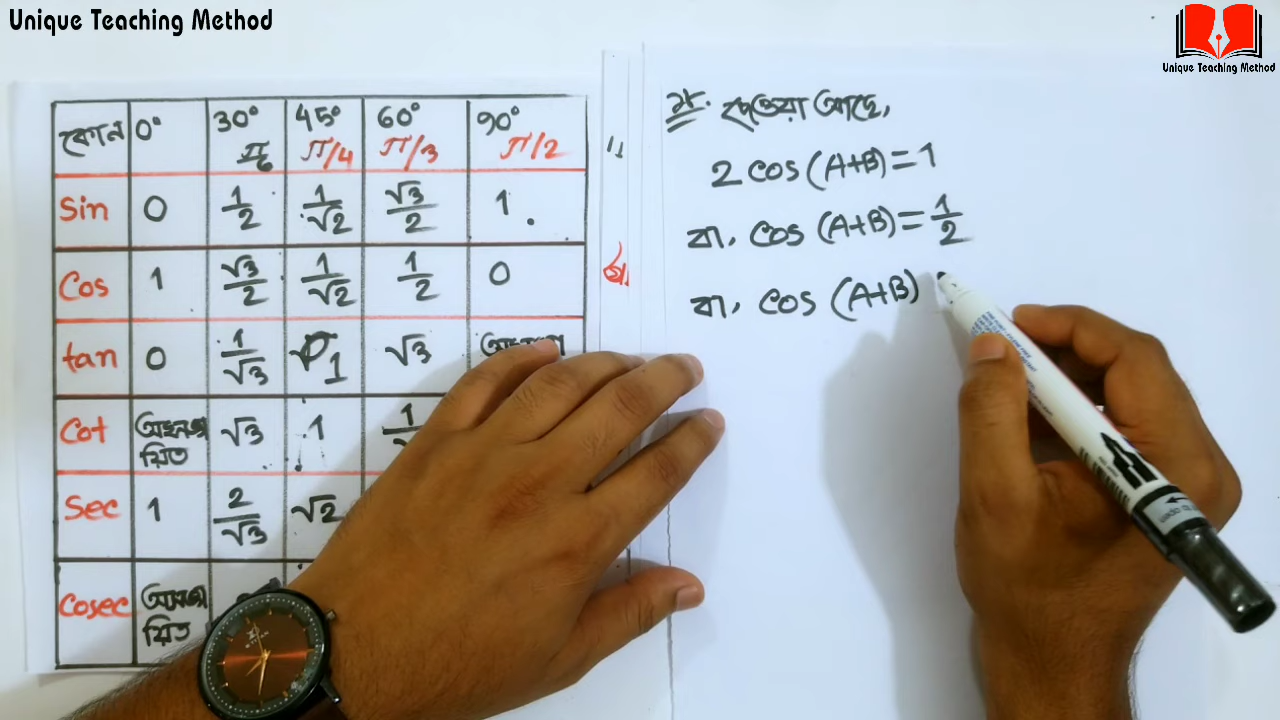 Unique Teaching Method
Unique Teaching Method
কোন 0° 30° 45° 60° 90°
π/6 π/4 π/3 π/2
Sin 0 1/2 1/√2 √3/2 1
Cos 1 √3/2 1/√2 1/2 0
tan 0 1/√3 1 √3
Cot অসংজ্ঞায়িত √3 1
Sec 1 2/√3 √2
Cosec অসংজ্ঞায়িত
দেওয়া আছে,
2 cos (A+B) = 1
বা, cos (A+B) = 1/2
বা, cos (A+B)